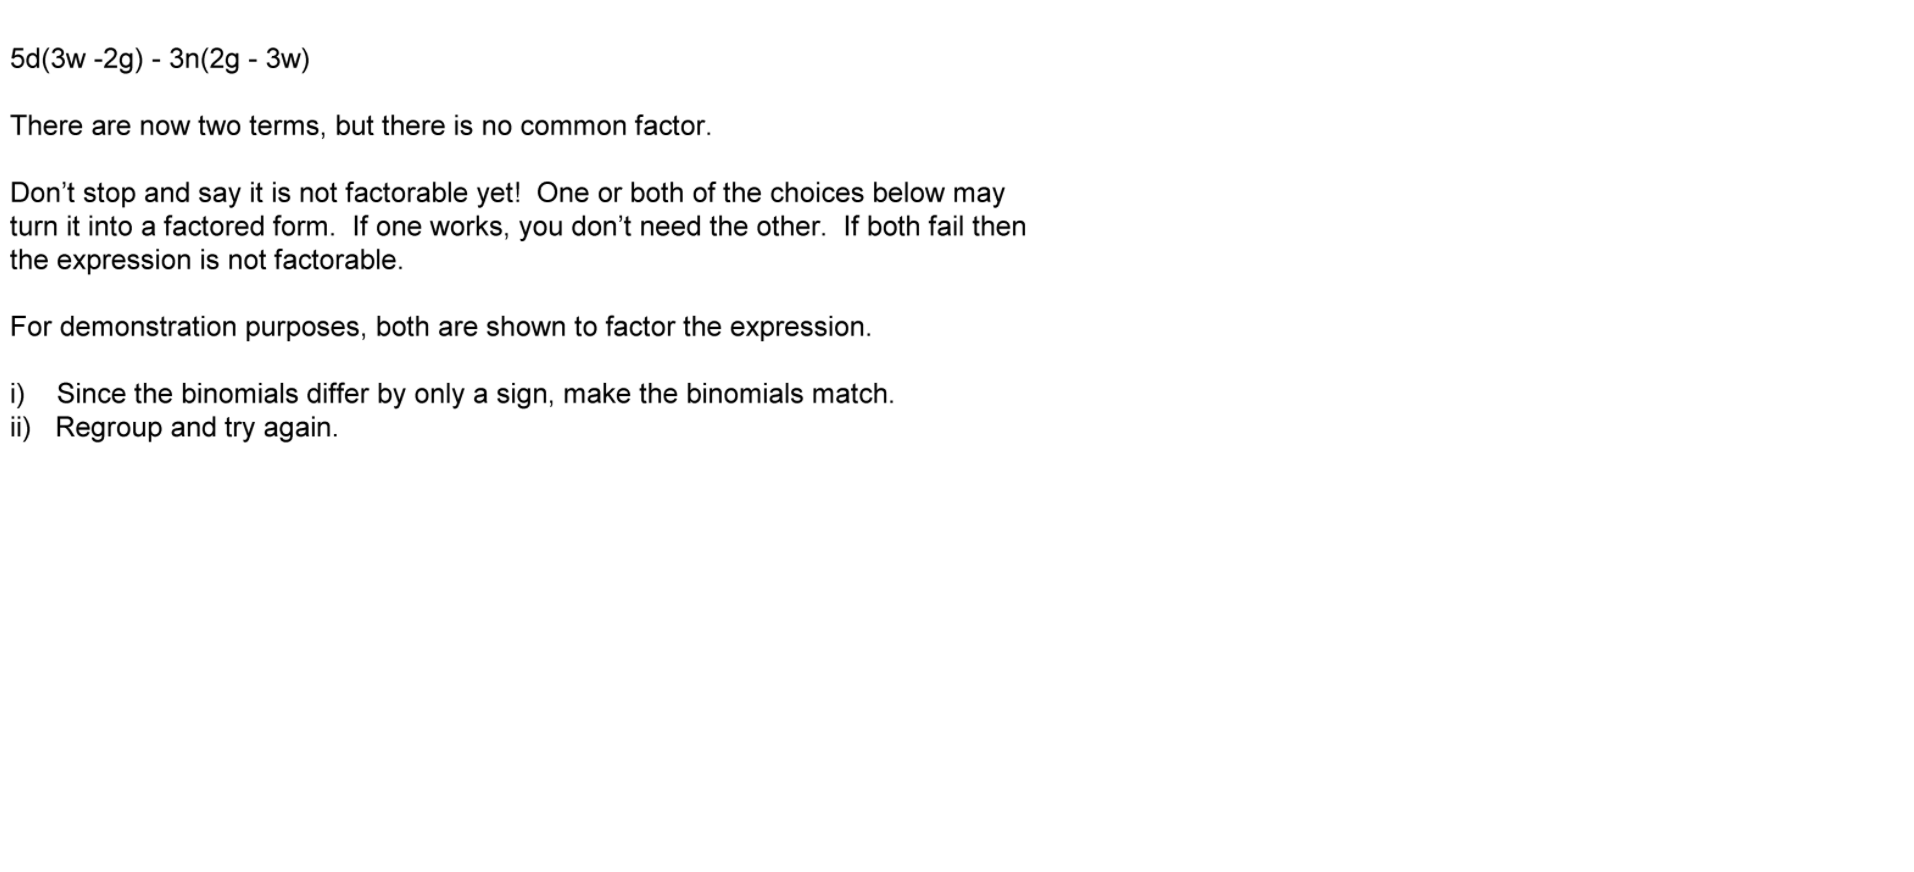 5d(3w -2g) - 3n(2g - 3w)
There are now two terms, but there is no common factor.
Don’t stop and say it is not factorable yet!  One or both of the choices below may
turn it into a factored form.  If one works, you don’t need the other.  If both fail then
the expression is not factorable.
For demonstration purposes, both are shown to factor the expression.
i)    Since the binomials differ by only a sign, make the binomials match.
ii)   Regroup and try again.